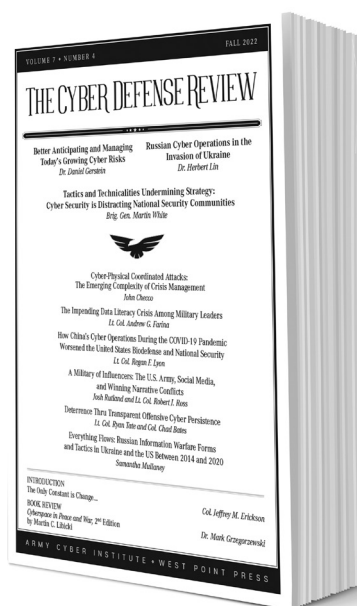 VOLUME 7 • NUMBER 4
FALL 2022
THE CYBER DEFENSE REVIEW
Better Anticipating and Managing
Today's Growing Cyber Risks
Dr. Daniel Gerstein
Russian Cyber Operations in the
Invasion of Ukraine
Dr. Herbert Lin
Tactics and Technicalities Undermining Strategy:
Cyber Security is Distracting National Security Communities
Brig. Gen. Martin White
Cyber-Physical Coordinated Attacks:
The Emerging Complexity of Crisis Management
John Checco
The Impending Data Literacy Crisis Among Military Leaders
Lt. Col. Andrew G. Farina
How China's Cyber Operations During the COVID-19 Pandemic
Worsened the United States Biodefense and National Security
Lt. Col. Regan F. Lyon
A Military of Influencers: The U.S. Army, Social Media,
and Winning Narrative Conflicts
Josh Rutland and Lt. Col. Robert J. Ross
Deterrence Thru Transparent Offensive Cyber Persistence
Lt. Col. Ryan Tate and Col. Chad Bates
Everything Flows: Russian Information Warfare Forms
and Tactics in Ukraine and the US Between 2014 and 2020
Samantha Mullaney
INTRODUCTION
The Only Constant is Change...
Col. Jeffrey M. Erickson
BOOK REVIEW
Cyberspace in Peace and War, 2nd Edition
by Martin C. Libicki
Dr. Mark Grzegorzewski
ARMY CYBER INSTITUTE • WEST POINT PRESS